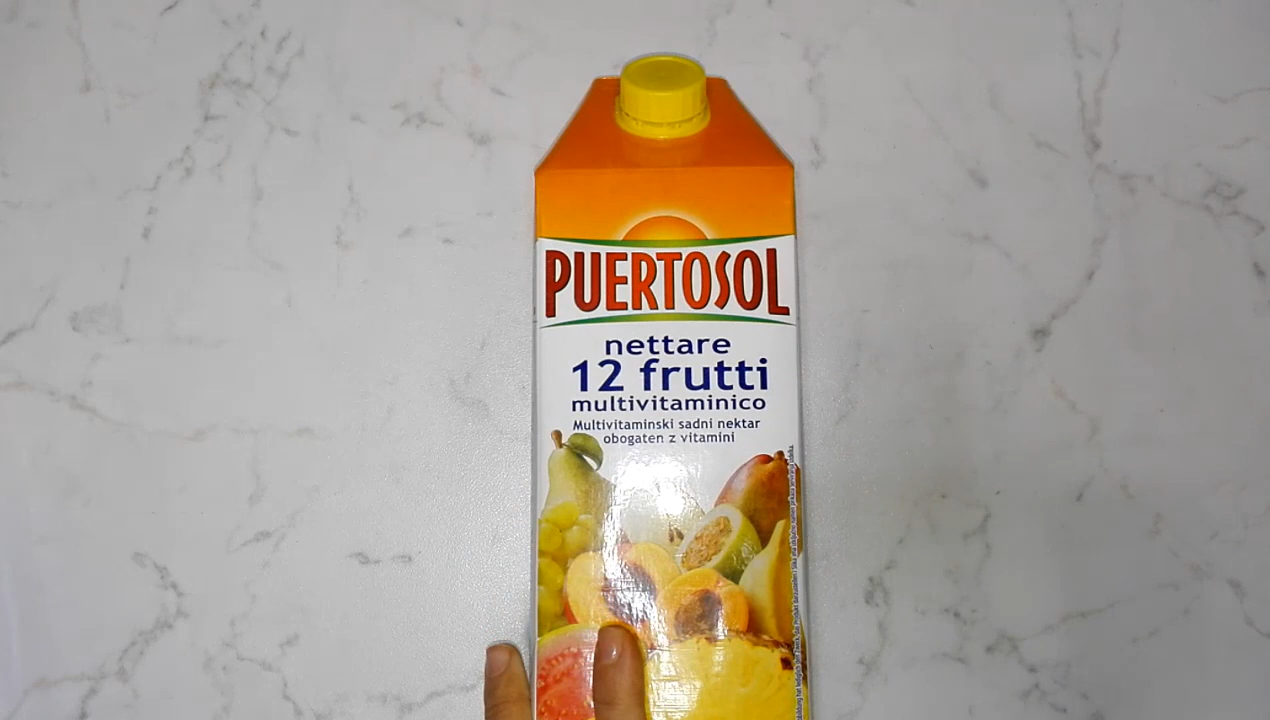 PUERTOSOL
nettare
12 frutti
multivitaminico
Multivitaminski sadni nektar
obogaten z vitamini